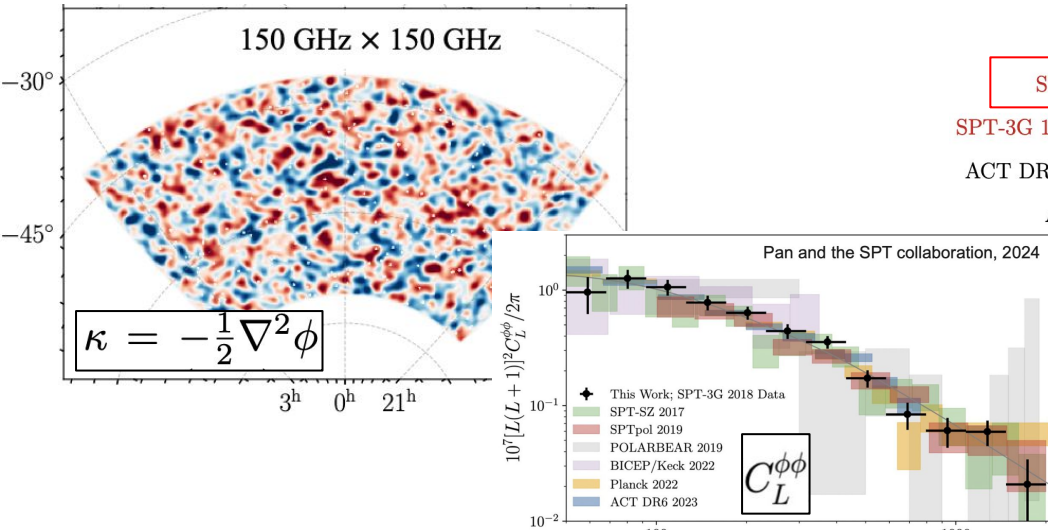 150 GHz × 150 GHz
−30°
−45°
κ = −½∇²ϕ
3ʰ 0ʰ 21ʰ
S
SPT-3G 1
ACT DR
Pan and the SPT collaboration, 2024
10⁷[L(L + 1)]²C_L^{ϕϕ}/2π
10⁰
10⁻¹
10⁻²
This Work; SPT-3G 2018 Data
SPT-SZ 2017
SPTpol 2019
POLARBEAR 2019
BICEP/Keck 2022
Planck 2022
ACT DR6 2023
C_L^{ϕϕ}